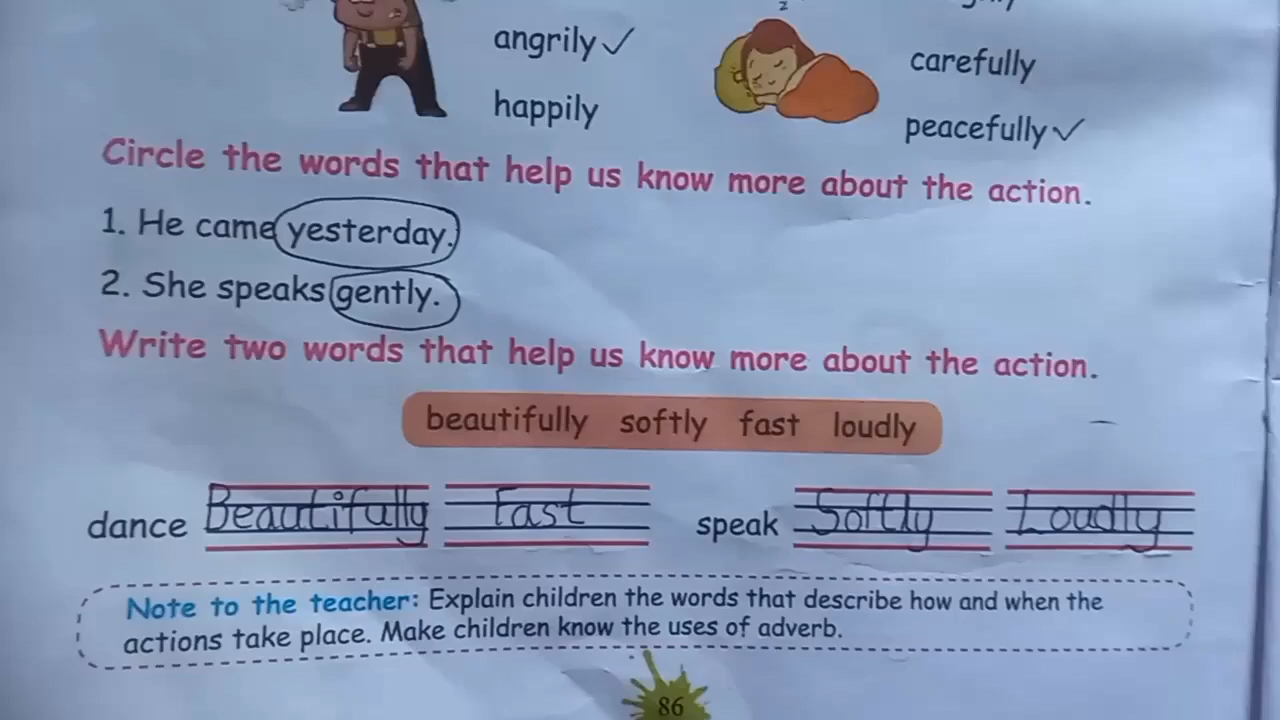 z
angrily ✓
carefully
happily
peacefully ✓
Circle the words that help us know more about the action.
1. He came yesterday.
2. She speaks gently.
Write two words that help us know more about the action.
beautifully softly fast loudly
dance Beautifully Fast speak Softly Loudly
Note to the teacher: Explain children the words that describe how and when the
actions take place. Make children know the uses of adverb.
86